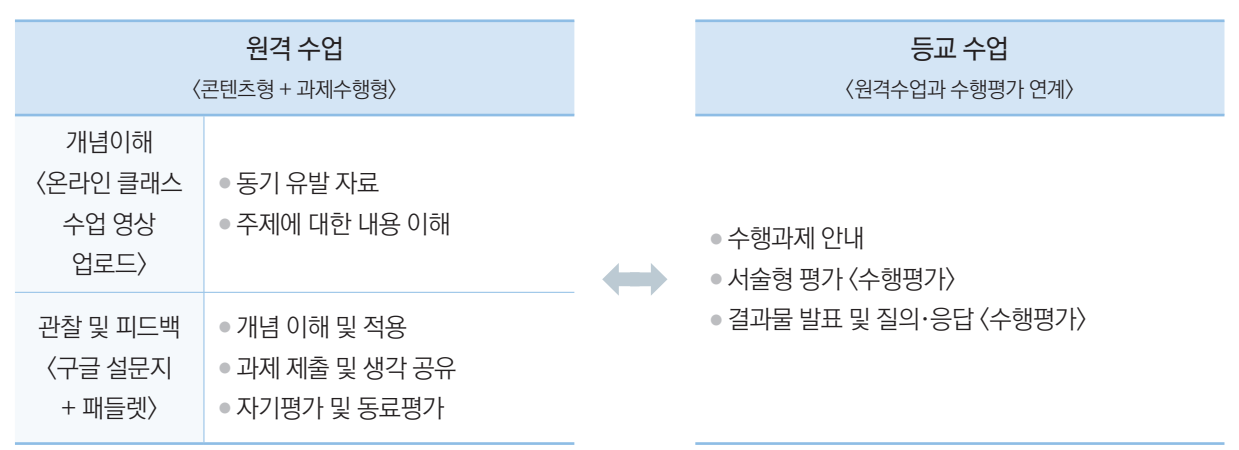 원격 수업
〈콘텐츠형 + 과제수행형〉
개념이해
〈온라인 클래스
수업 영상
업로드〉
● 동기 유발 자료
● 주제에 대한 내용 이해
관찰 및 피드백
〈구글 설문지
+ 패들렛〉
● 개념 이해 및 적용
● 과제 제출 및 생각 공유
● 자기평가 및 동료평가
등교 수업
〈원격수업과 수행평가 연계〉
● 수행과제 안내
● 서술형 평가 〈수행평가〉
● 결과물 발표 및 질의·응답 〈수행평가〉